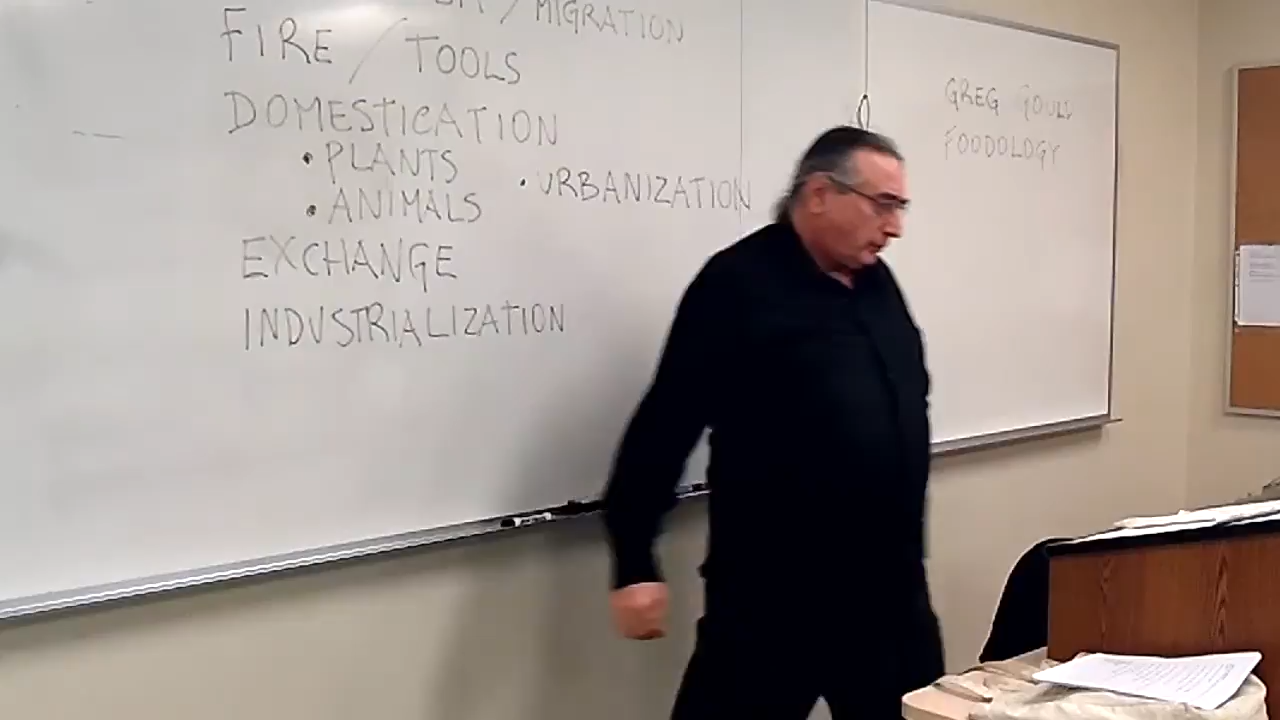 / MIGRATION
FIRE / TOOLS
DOMESTICATION
• PLANTS
• ANIMALS
• URBANIZATION
EXCHANGE
INDUSTRIALIZATION
GREG GOULD
FOODOLOGY